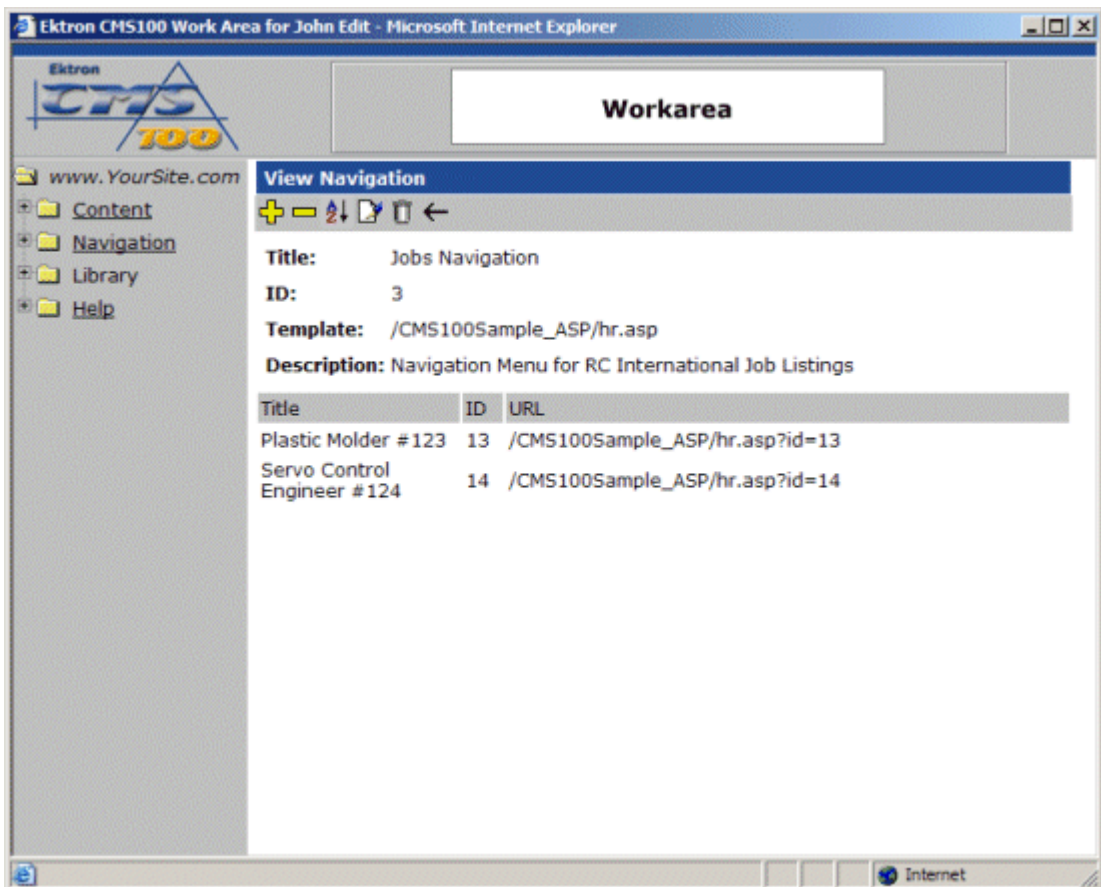 Ektron CMS100 Work Area for John Edit - Microsoft Internet Explorer
Ektron
CMS
100
Workarea
www.YourSite.com
Content
Navigation
Library
Help
View Navigation
Title: Jobs Navigation
ID: 3
Template: /CMS100Sample_ASP/hr.asp
Description: Navigation Menu for RC International Job Listings
Title ID URL
Plastic Molder #123 13 /CMS100Sample_ASP/hr.asp?id=13
Servo Control
Engineer #124 14 /CMS100Sample_ASP/hr.asp?id=14
Internet